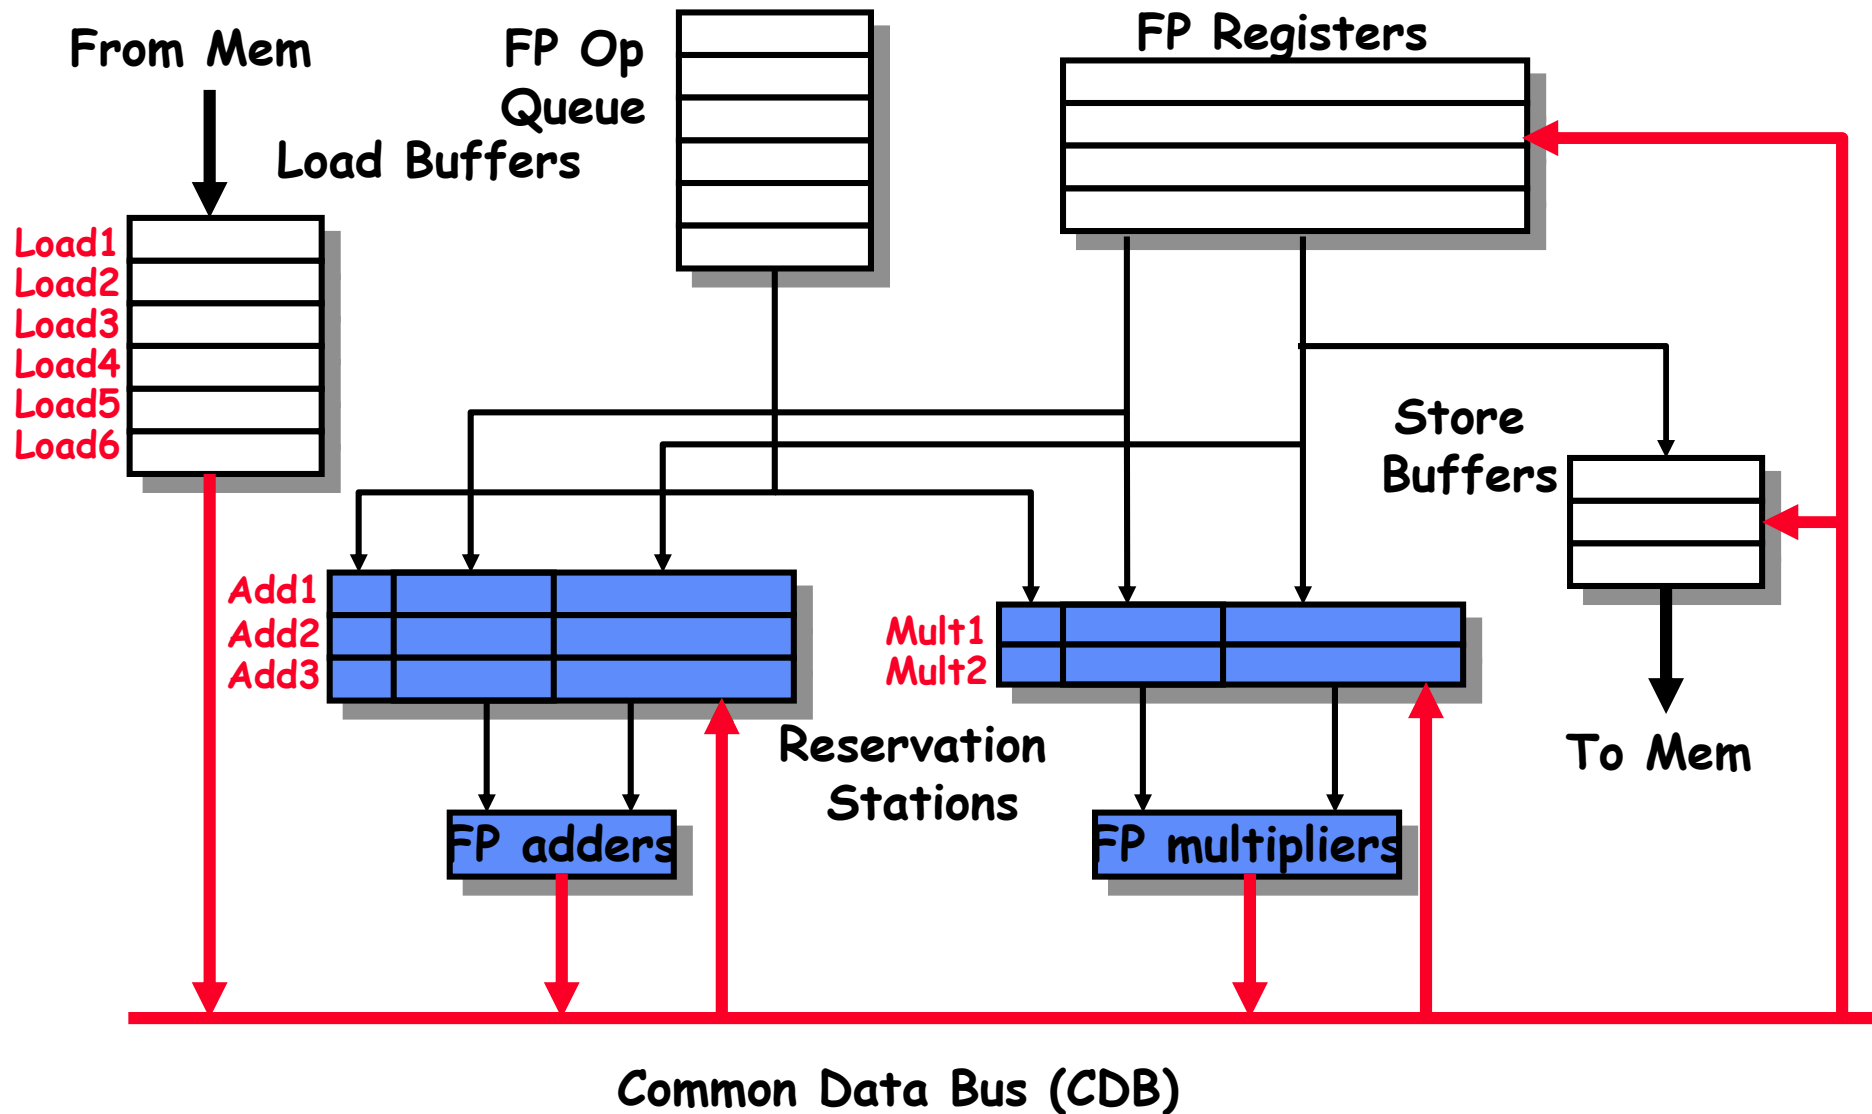 From Mem
FP Op
Queue
FP Registers
Load Buffers
Load1
Load2
Load3
Load4
Load5
Load6
Store
Buffers
Add1
Add2
Add3
Mult1
Mult2
Reservation
Stations
To Mem
FP adders
FP multipliers
Common Data Bus (CDB)